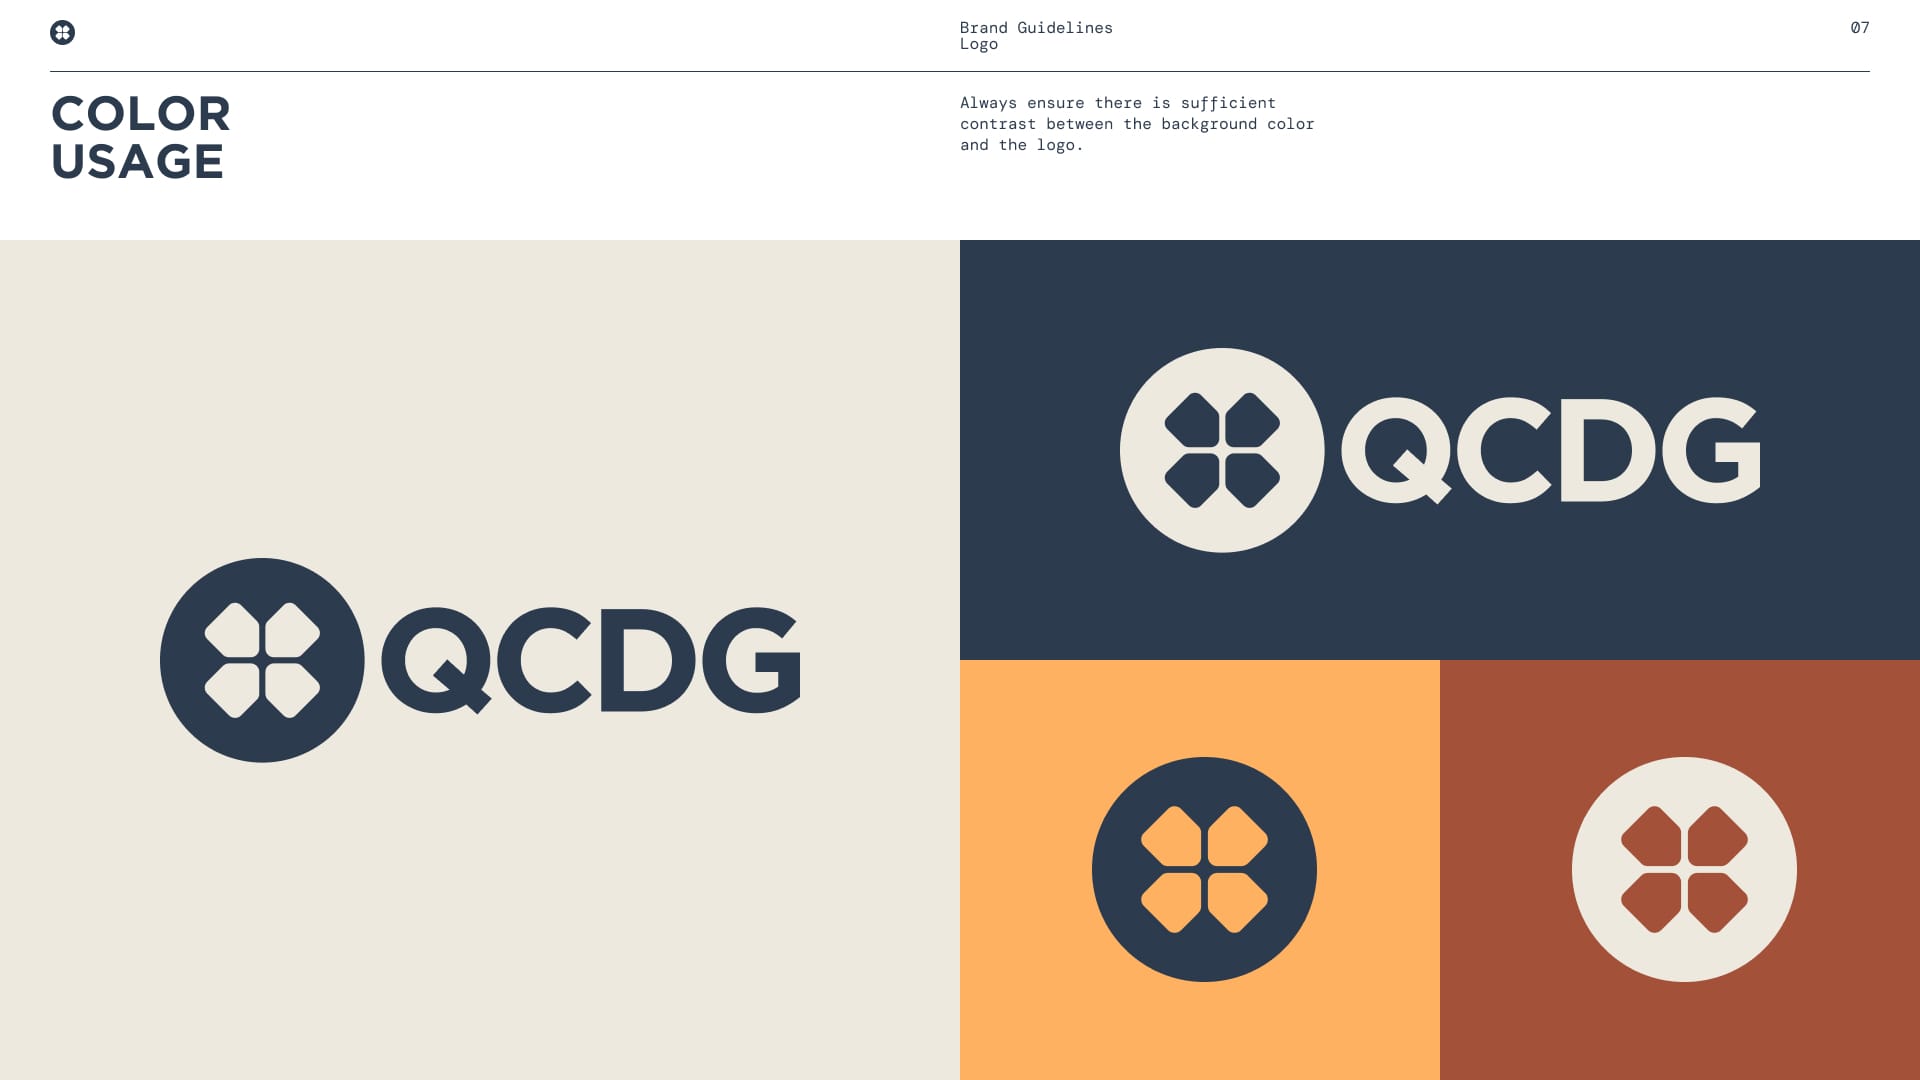 Brand Guidelines
Logo
07
COLOR
USAGE
Always ensure there is sufficient
contrast between the background color
and the logo.
QCDG
QCDG